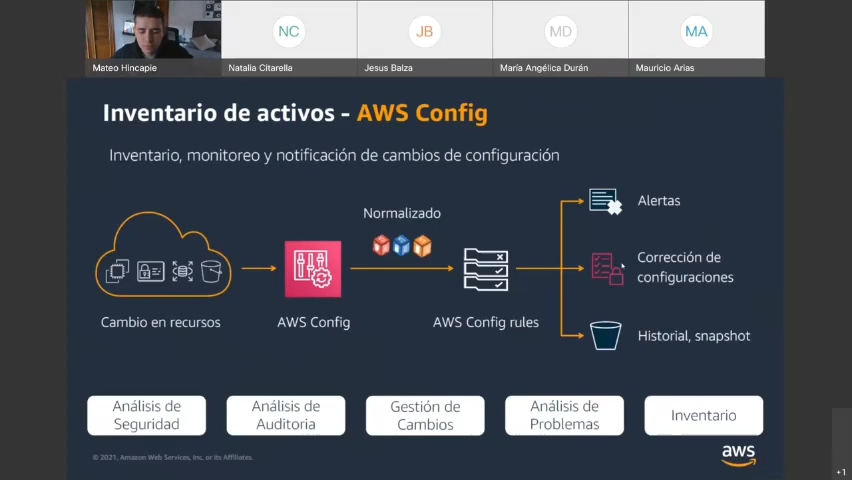 NC
JB
MD
MA
Mateo Hincapie
Natalia Citarella
Jesus Balza
María Angélica Durán
Mauricio Arias
Inventario de activos - AWS Config
Inventario, monitoreo y notificación de cambios de configuración
Normalizado
Alertas
Corrección de
configuraciones
Cambio en recursos
AWS Config
AWS Config rules
Historial, snapshot
Análisis de
Seguridad
Análisis de
Auditoria
Gestión de
Cambios
Análisis de
Problemas
Inventario
© 2021, Amazon Web Services, Inc. or its Affiliates.
aws
+1